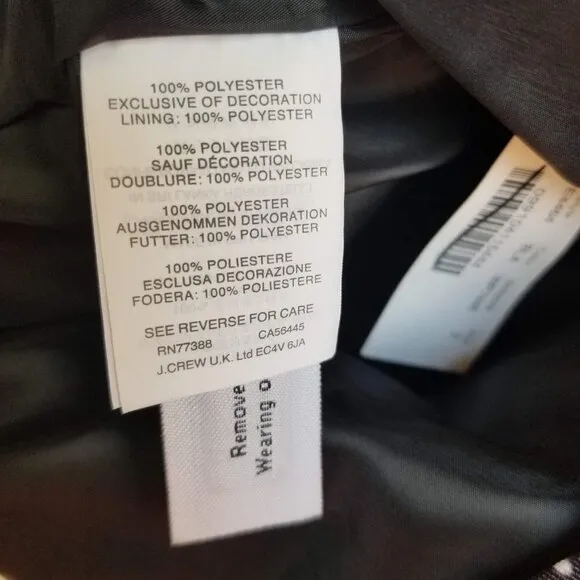 100% POLYESTER
EXCLUSIVE OF DECORATION
LINING: 100% POLYESTER
100% POLYESTER
SAUF DÉCORATION
DOUBLURE: 100% POLYESTER
100% POLYESTER
AUSGENOMMEN DEKORATION
FUTTER: 100% POLYESTER
100% POLIESTERE
ESCLUSA DECORAZIONE
FODERA: 100% POLIESTERE
SEE REVERSE FOR CARE
RN77388 CA56445
J.CREW U.K. Ltd EC4V 6JA
Remove
Wearing o